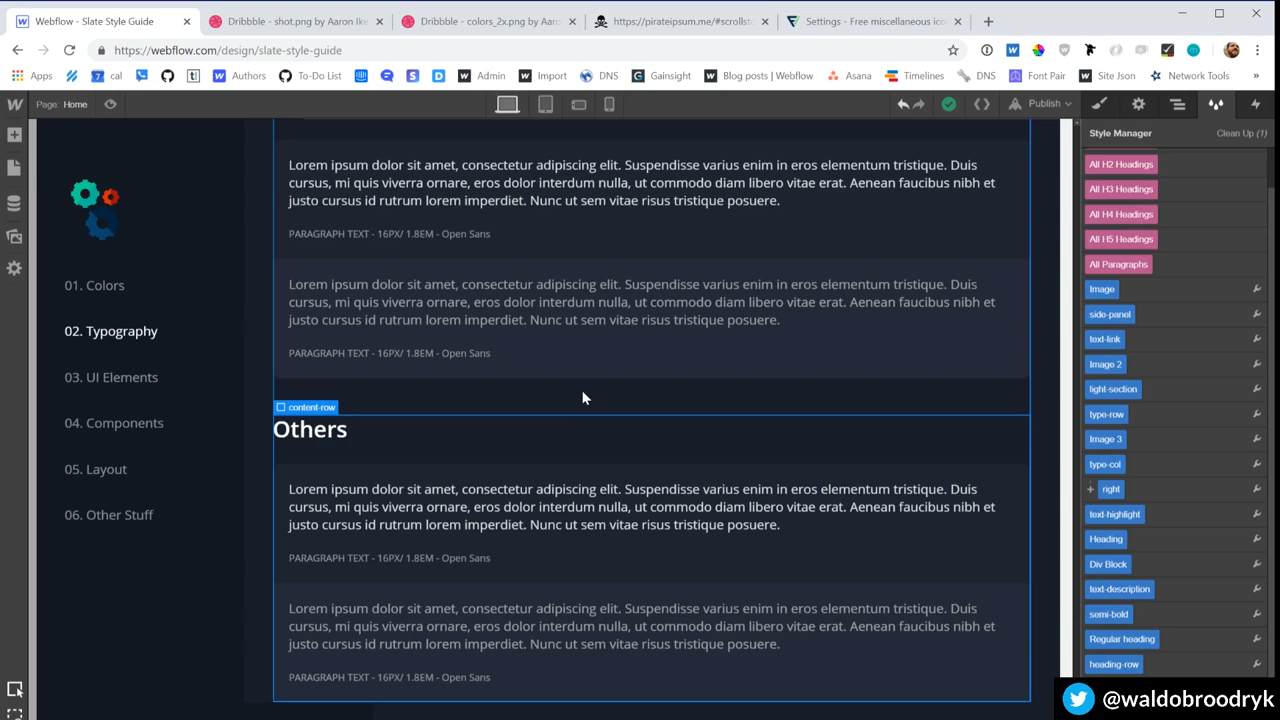 Webflow - Slate Style Guide
Dribbble - shot.png by Aaron Ike
Dribbble - colors_2x.png by Aaro
https://pirateipsum.me/#scrollsto
Settings - Free miscellaneous ico
https://webflow.com/design/slate-style-guide
Apps
cal
Authors
To-Do List
DNS
Admin
Import
DNS
Gainsight
Blog posts | Webflow
Asana
Timelines
DNS
Font Pair
Site Json
Network Tools
Page: Home
Publish
Style Manager
Clean Up (1)
All H2 Headings
All H3 Headings
All H4 Headings
All H5 Headings
All Paragraphs
Image
side-panel
text-link
Image 2
light-section
type-row
Image 3
type-col
right
text-highlight
Heading
Div Block
text-description
semi-bold
Regular heading
heading-row
01. Colors
02. Typography
03. UI Elements
04. Components
05. Layout
06. Other Stuff
Lorem ipsum dolor sit amet, consectetur adipiscing elit. Suspendisse varius enim in eros elementum tristique. Duis
cursus, mi quis viverra ornare, eros dolor interdum nulla, ut commodo diam libero vitae erat. Aenean faucibus nibh et
justo cursus id rutrum lorem imperdiet. Nunc ut sem vitae risus tristique posuere.
PARAGRAPH TEXT - 16PX/ 1.8EM - Open Sans
Lorem ipsum dolor sit amet, consectetur adipiscing elit. Suspendisse varius enim in eros elementum tristique. Duis
cursus, mi quis viverra ornare, eros dolor interdum nulla, ut commodo diam libero vitae erat. Aenean faucibus nibh et
justo cursus id rutrum lorem imperdiet. Nunc ut sem vitae risus tristique posuere.
PARAGRAPH TEXT - 16PX/ 1.8EM - Open Sans
content-row
Others
Lorem ipsum dolor sit amet, consectetur adipiscing elit. Suspendisse varius enim in eros elementum tristique. Duis
cursus, mi quis viverra ornare, eros dolor interdum nulla, ut commodo diam libero vitae erat. Aenean faucibus nibh et
justo cursus id rutrum lorem imperdiet. Nunc ut sem vitae risus tristique posuere.
PARAGRAPH TEXT - 16PX/ 1.8EM - Open Sans
Lorem ipsum dolor sit amet, consectetur adipiscing elit. Suspendisse varius enim in eros elementum tristique. Duis
cursus, mi quis viverra ornare, eros dolor interdum nulla, ut commodo diam libero vitae erat. Aenean faucibus nibh et
justo cursus id rutrum lorem imperdiet. Nunc ut sem vitae risus tristique posuere.
PARAGRAPH TEXT - 16PX/ 1.8EM - Open Sans
@waldobroodryk